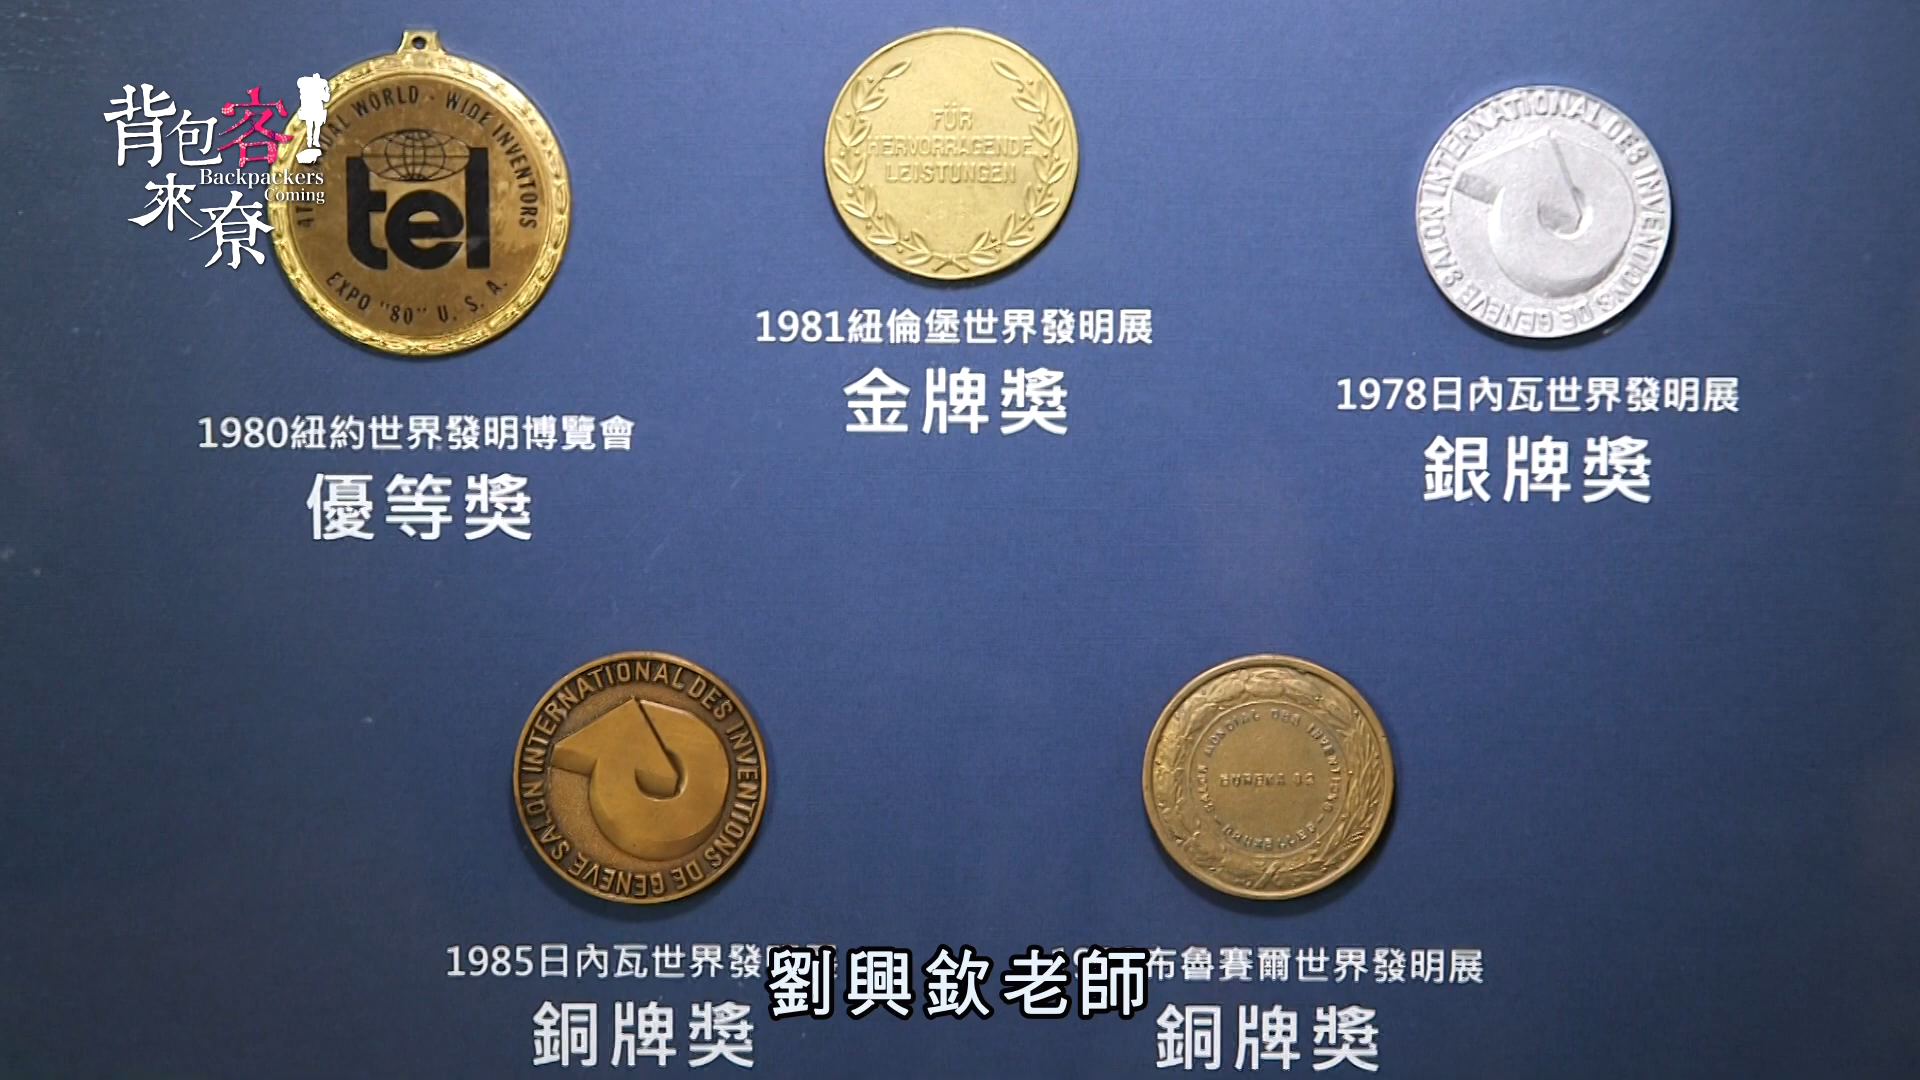 背包客
來寮
Backpackers
Coming
WORLD - WIDE INVENTORS
tel
EXPO "80" U. S. A.
1980紐約世界發明博覽會
優等獎
FÜR
HERVORRAGENDE
LEISTUNGEN
1981紐倫堡世界發明展
金牌獎
SALON INTERNATIONAL DES INVENTIONS DE GENEVE
1978日內瓦世界發明展
銀牌獎
SALON INTERNATIONAL DES INVENTIONS DE GENEVE
1985日內瓦世界發
銅牌獎
SALON MONDIAL DES INVENTIONS
EUREKA
布魯賽爾世界發明展
銅牌獎
劉興欽老師